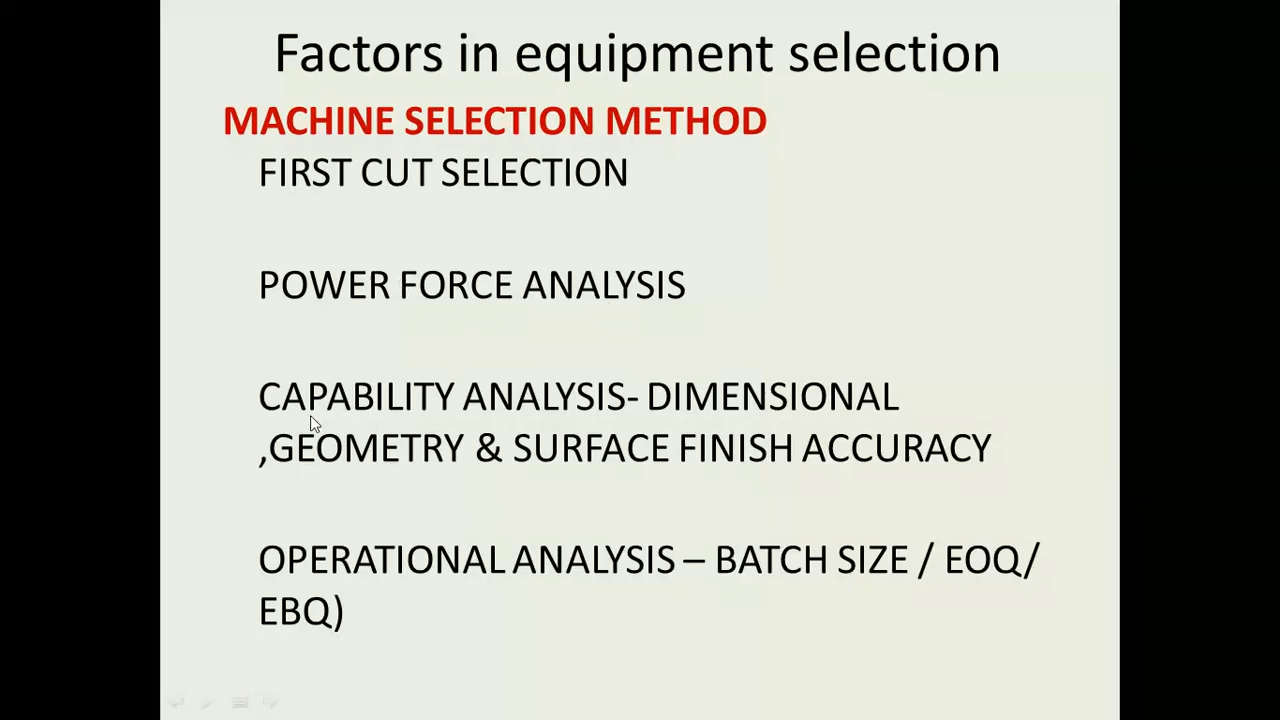 Factors in equipment selection
MACHINE SELECTION METHOD
FIRST CUT SELECTION
POWER FORCE ANALYSIS
CAPABILITY ANALYSIS- DIMENSIONAL
,GEOMETRY & SURFACE FINISH ACCURACY
OPERATIONAL ANALYSIS – BATCH SIZE / EOQ/
EBQ)